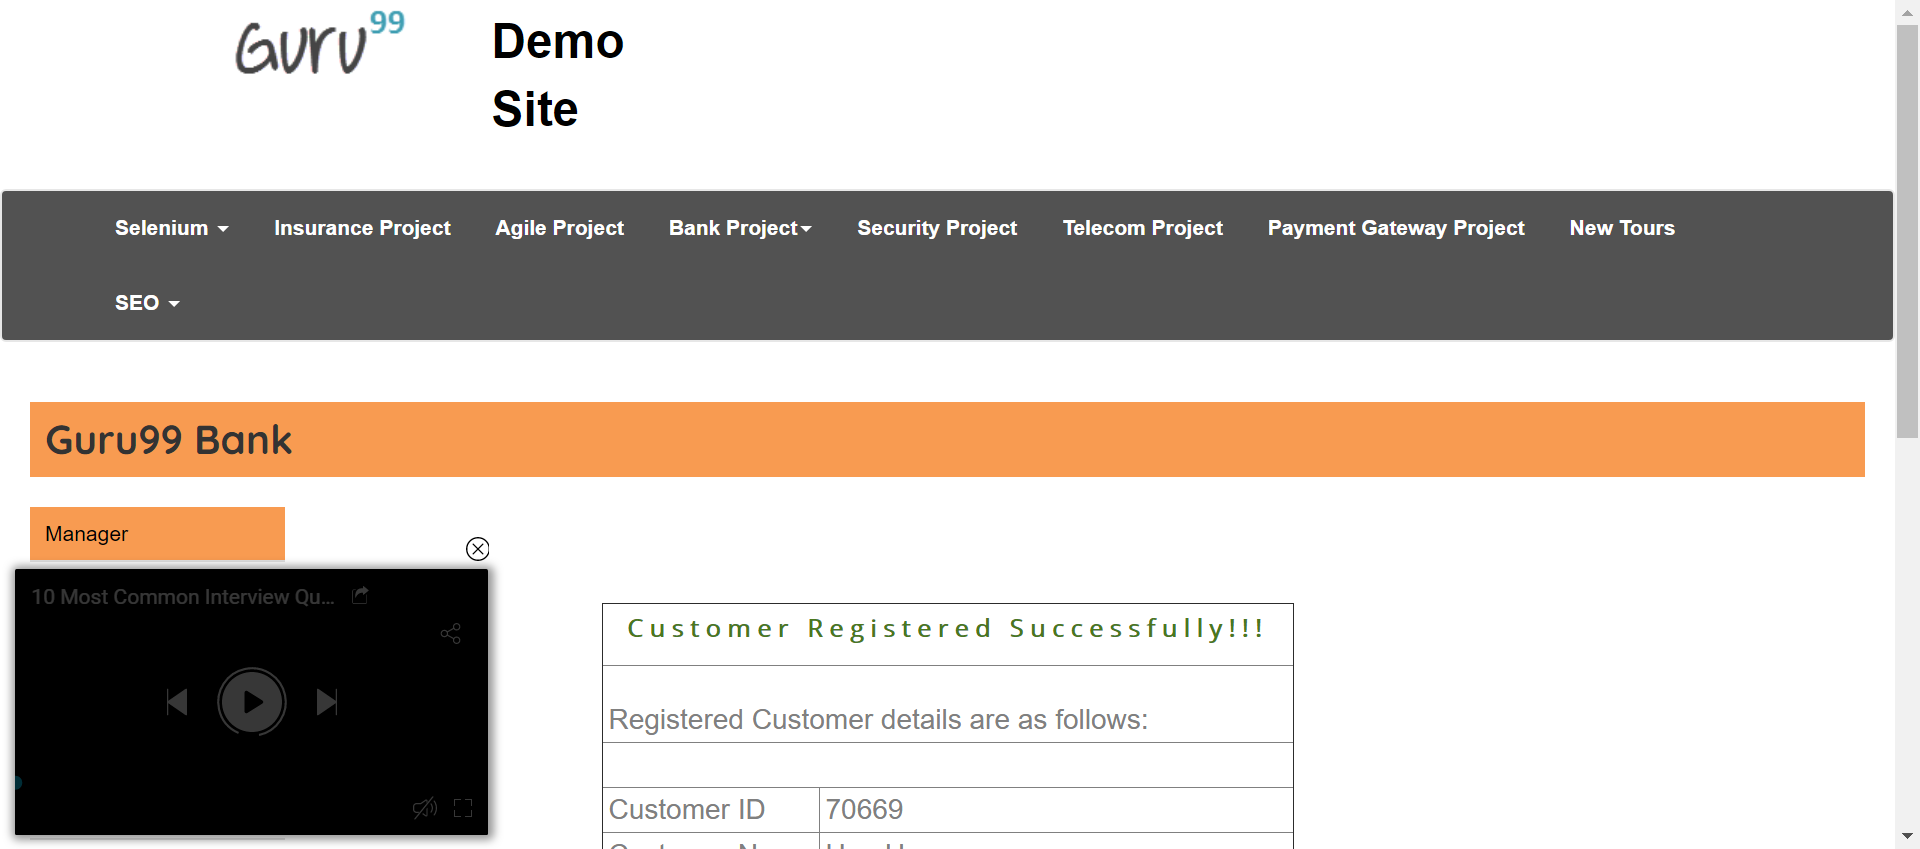 Guru99
Demo
Site
Selenium
Insurance Project
Agile Project
Bank Project
Security Project
Telecom Project
Payment Gateway Project
New Tours
SEO
Guru99 Bank
Manager
10 Most Common Interview Qu...
Customer Registered Successfully!!!
Registered Customer details are as follows:
Customer ID 70669